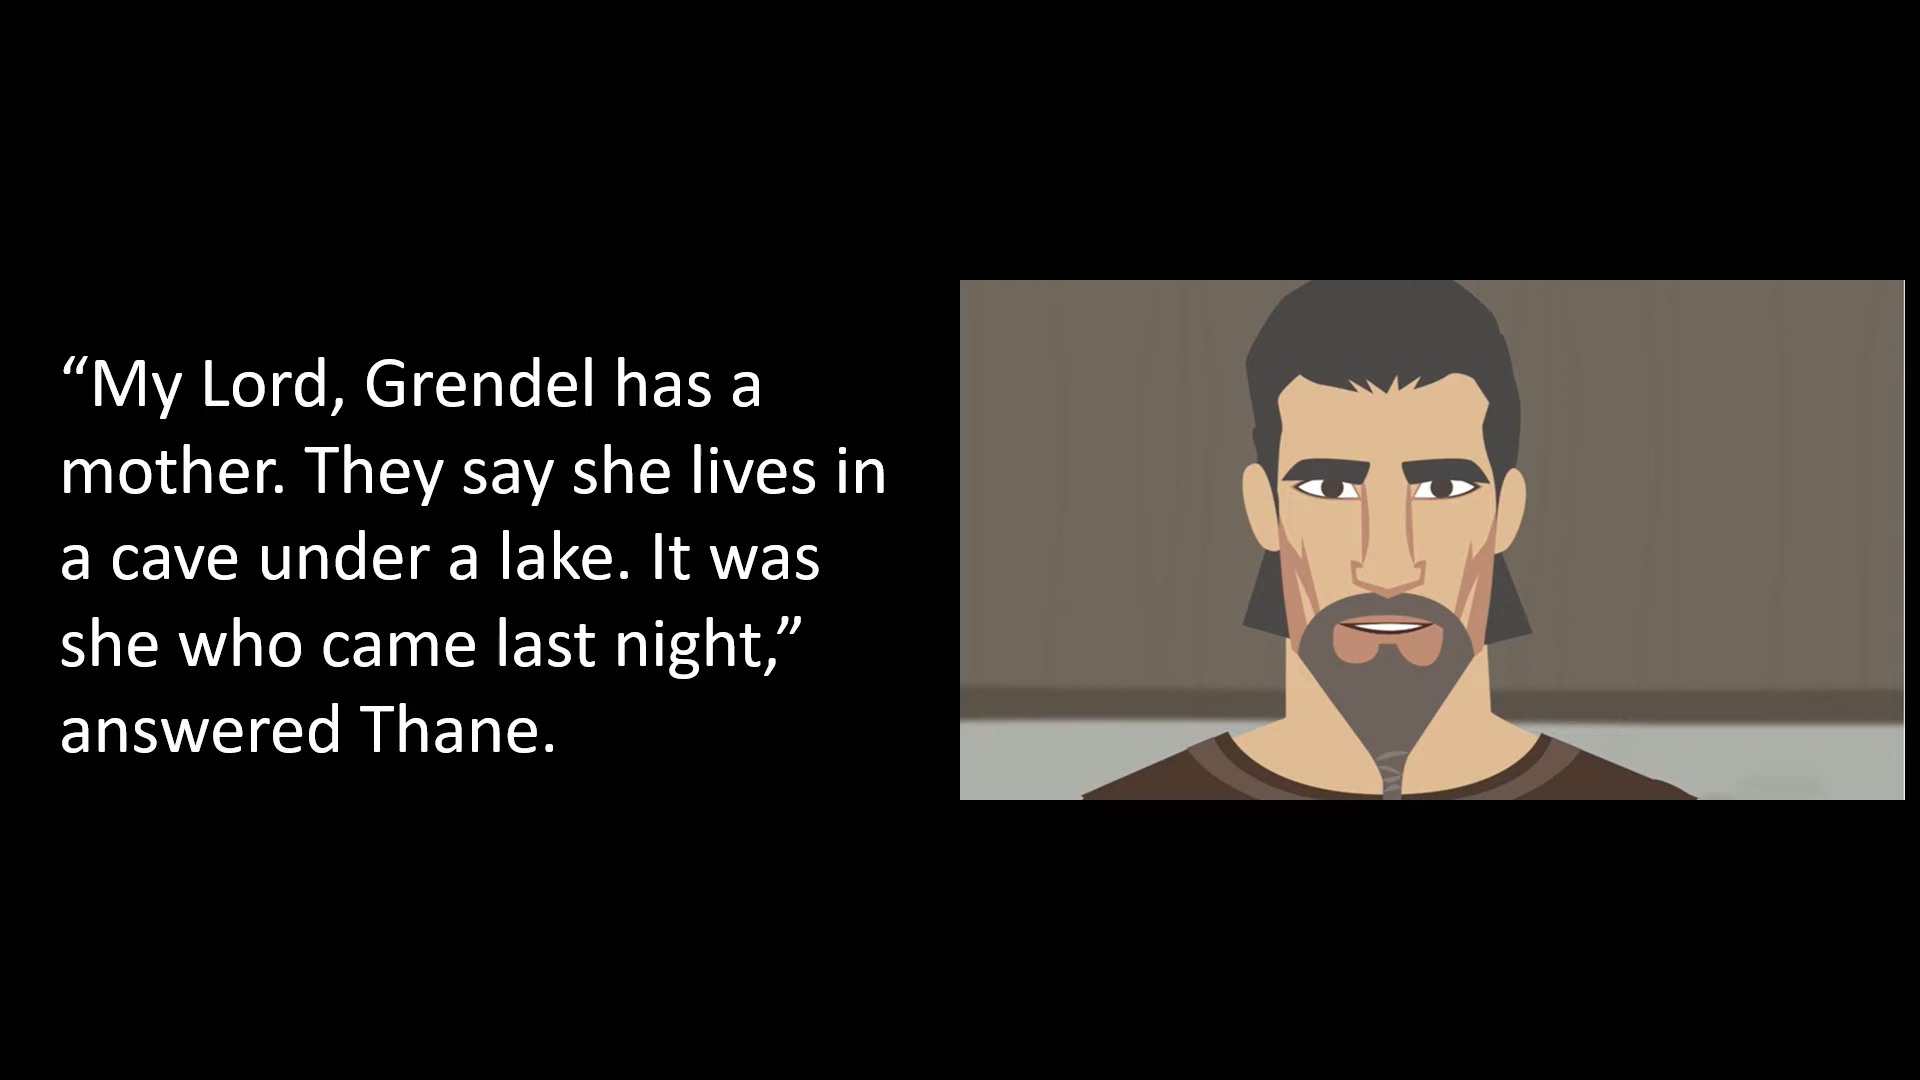 “My Lord, Grendel has a
mother. They say she lives in
a cave under a lake. It was
she who came last night,”
answered Thane.